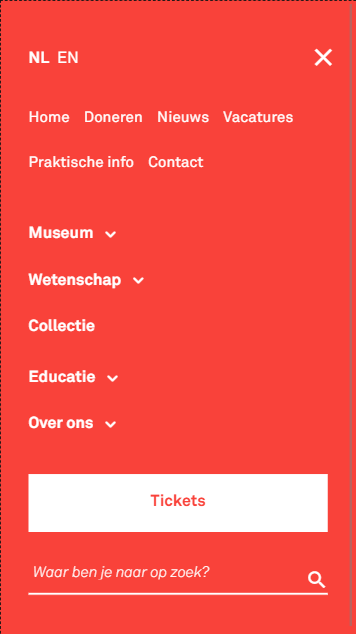 NL EN
Home Doneren Nieuws Vacatures
Praktische info Contact
Museum
Wetenschap
Collectie
Educatie
Over ons
Tickets
Waar ben je naar op zoek?